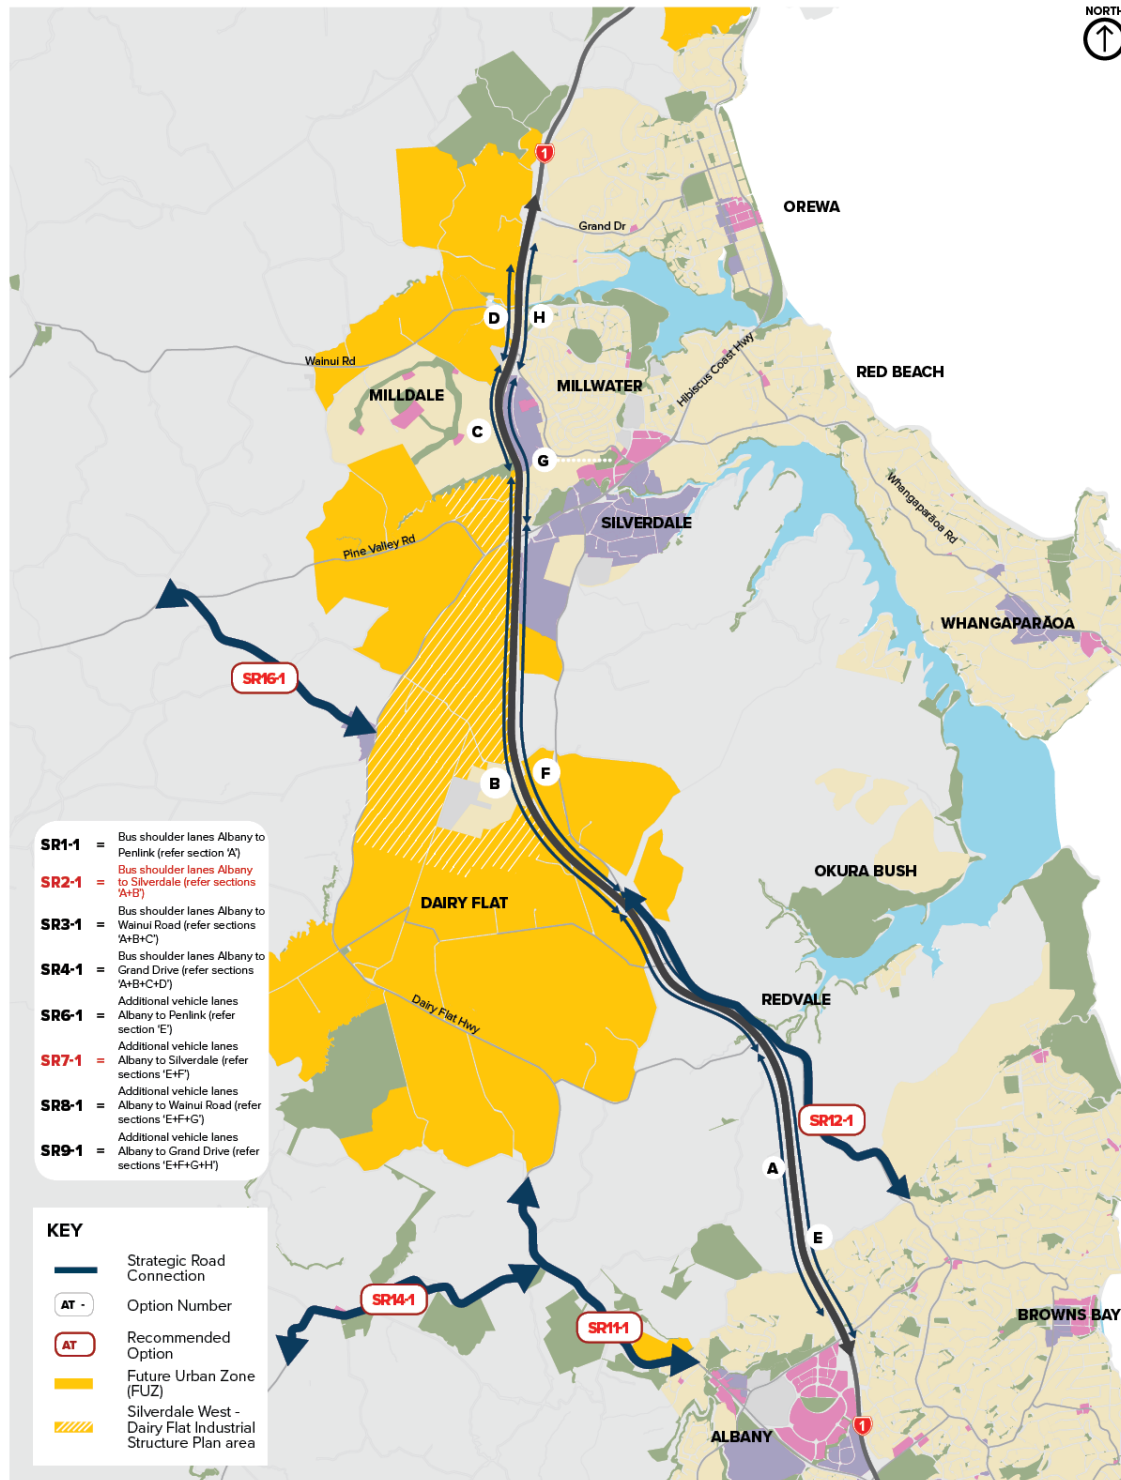 NORTH
1
OREWA
Grand Dr
D
H
Hibiscus Coast Hwy
Wainui Rd
RED BEACH
MILLWATER
MILLDALE
C
G
Whangaparāoa Rd
SILVERDALE
Pine Valley Rd
WHANGAPARĀOA
SR16-1
B
F
OKURA BUSH
DAIRY FLAT
REDVALE
Dairy Flat Hwy
SR12-1
A
E
SR14-1
SR11-1
BROWNS BAY
1
ALBANY
SR1-1 = Bus shoulder lanes Albany to
Penlink (refer section 'A')
SR2-1 = Bus shoulder lanes Albany
to Silverdale (refer sections
'A+B')
SR3-1 = Bus shoulder lanes Albany to
Wainui Road (refer sections
'A+B+C')
SR4-1 = Bus shoulder lanes Albany to
Grand Drive (refer sections
'A+B+C+D')
SR6-1 = Additional vehicle lanes
Albany to Penlink (refer
section 'E')
SR7-1 = Additional vehicle lanes
Albany to Silverdale (refer
sections 'E+F')
SR8-1 = Additional vehicle lanes
Albany to Wainui Road (refer
sections 'E+F+G')
SR9-1 = Additional vehicle lanes
Albany to Grand Drive (refer
sections 'E+F+G+H')
KEY
Strategic Road
Connection
AT - Option Number
AT Recommended
Option
Future Urban Zone
(FUZ)
Silverdale West -
Dairy Flat Industrial
Structure Plan area